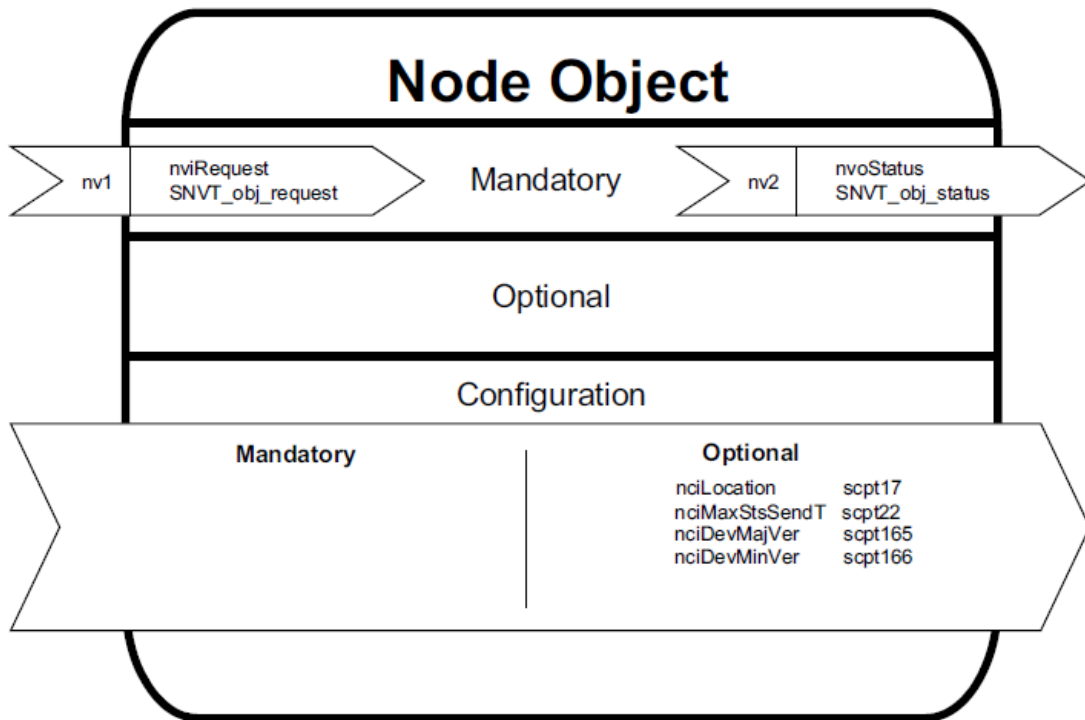 Node Object
nv1
nviRequest
SNVT_obj_request
Mandatory
nv2
nvoStatus
SNVT_obj_status
Optional
Configuration
Mandatory
Optional
nciLocation scpt17
nciMaxStsSendT scpt22
nciDevMajVer scpt165
nciDevMinVer scpt166